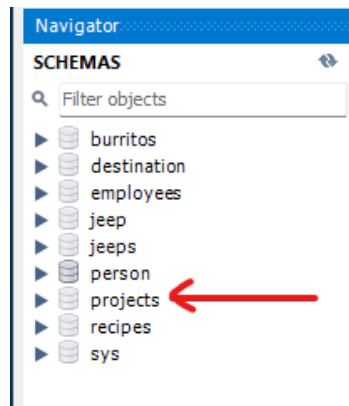 Navigator
SCHEMAS
Filter objects
burritos
destination
employees
jeep
jeeps
person
projects
recipes
sys